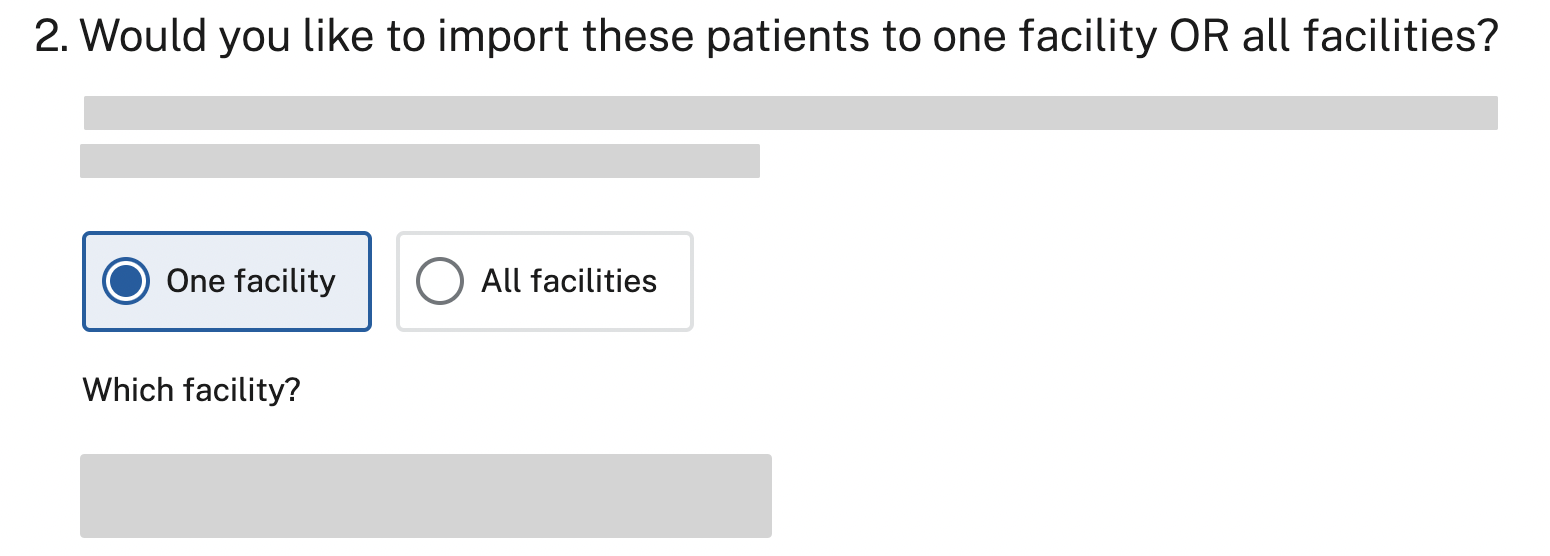 2. Would you like to import these patients to one facility OR all facilities?
One facility
All facilities
Which facility?